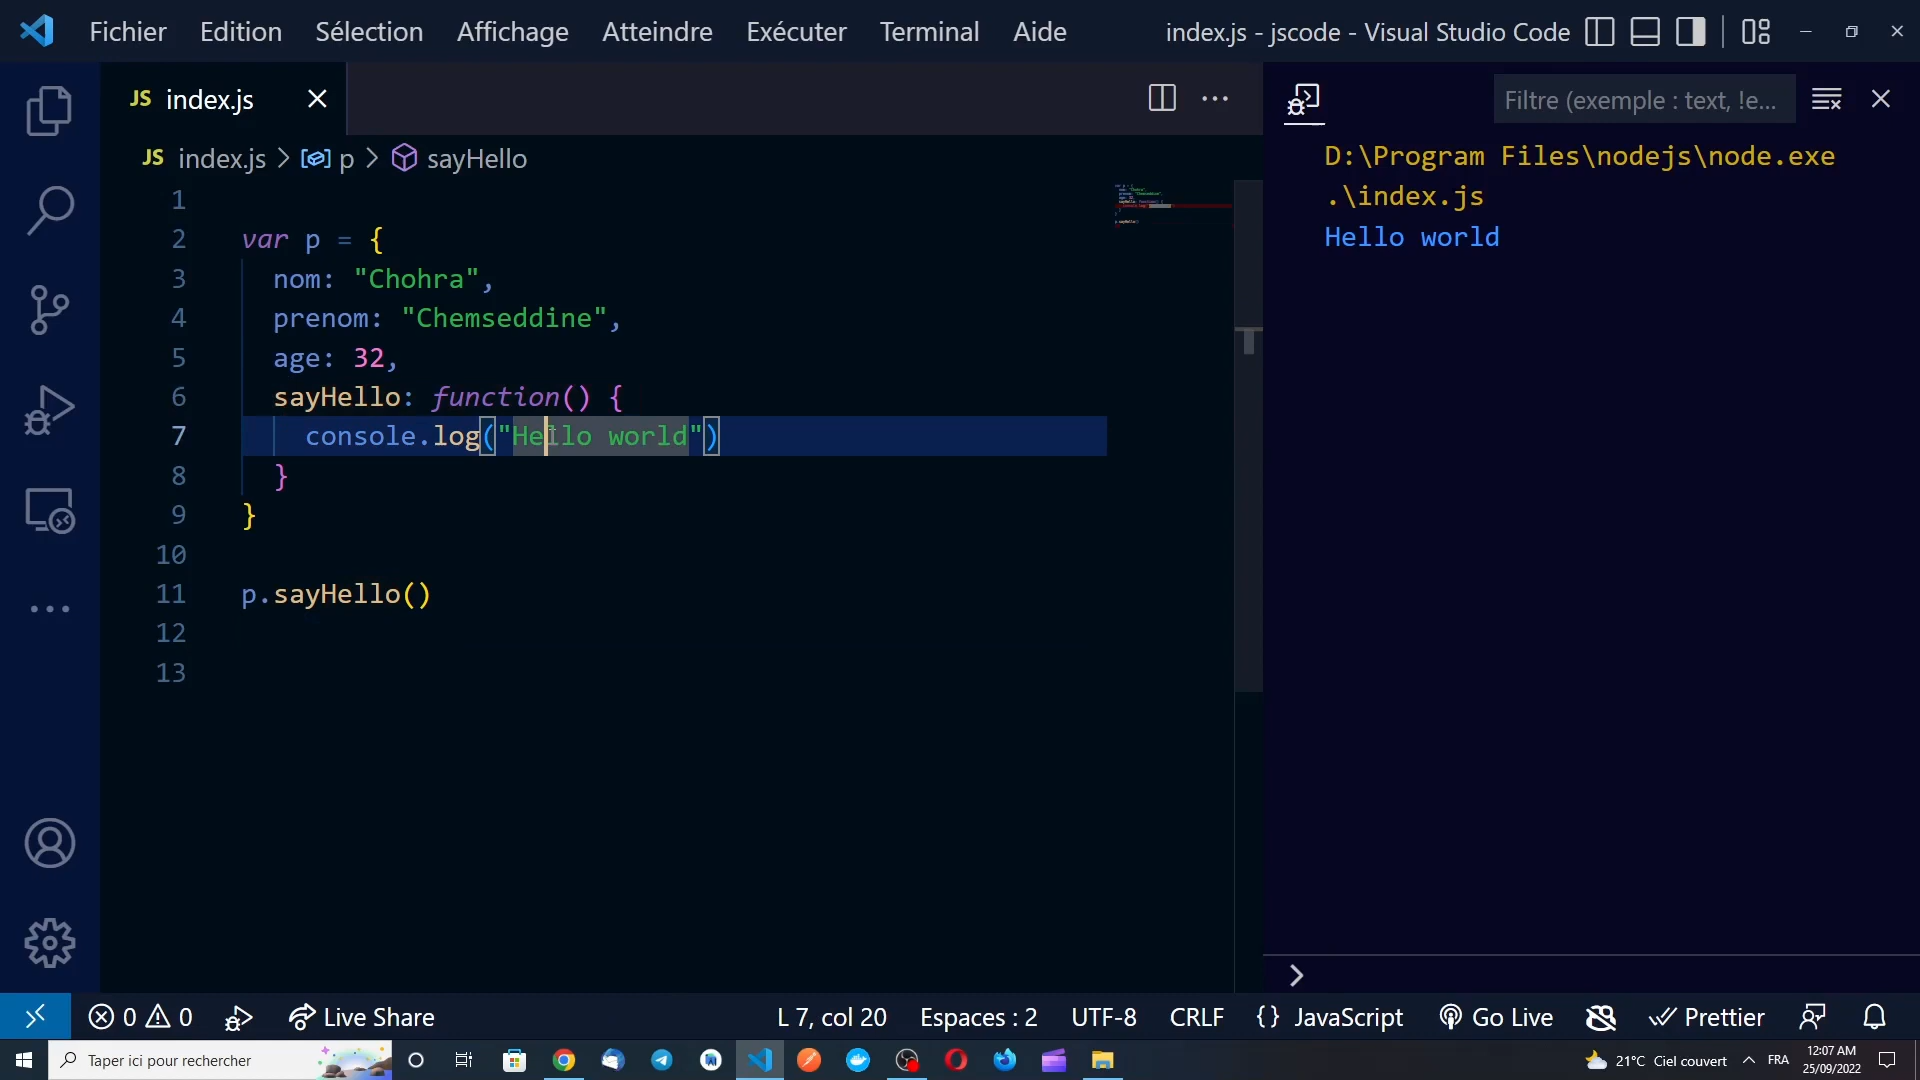 Fichier Edition Sélection Affichage Atteindre Exécuter Terminal Aide index.js - jscode - Visual Studio Code
JS index.js
JS index.js > p > sayHello
1
2 var p = {
3 nom: "Chohra",
4 prenom: "Chemseddine",
5 age: 32,
6 sayHello: function() {
7 console.log("Hello world")
8 }
9 }
10
11 p.sayHello()
12
13
Filtre (exemple : text, !e...
D:\Program Files\nodejs\node.exe
.\index.js
Hello world
0 0 Live Share L 7, col 20 Espaces : 2 UTF-8 CRLF {} JavaScript Go Live Prettier
Taper ici pour rechercher
21°C Ciel couvert FRA
12:07 AM
25/09/2022